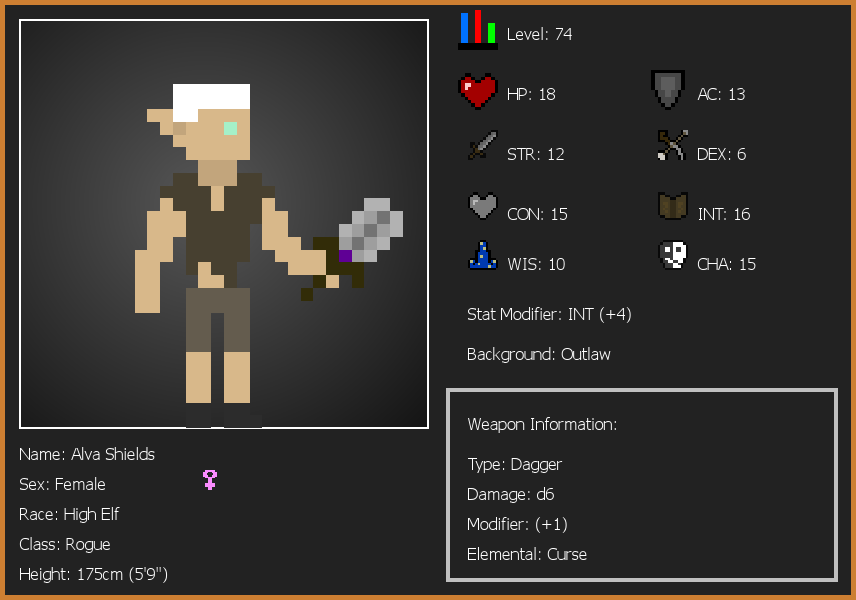 Level: 74
HP: 18
AC: 13
STR: 12
DEX: 6
CON: 15
INT: 16
WIS: 10
CHA: 15
Stat Modifier: INT (+4)
Background: Outlaw
Weapon Information:
Type: Dagger
Damage: d6
Modifier: (+1)
Elemental: Curse
Name: Alva Shields
Sex: Female
Race: High Elf
Class: Rogue
Height: 175cm (5'9")